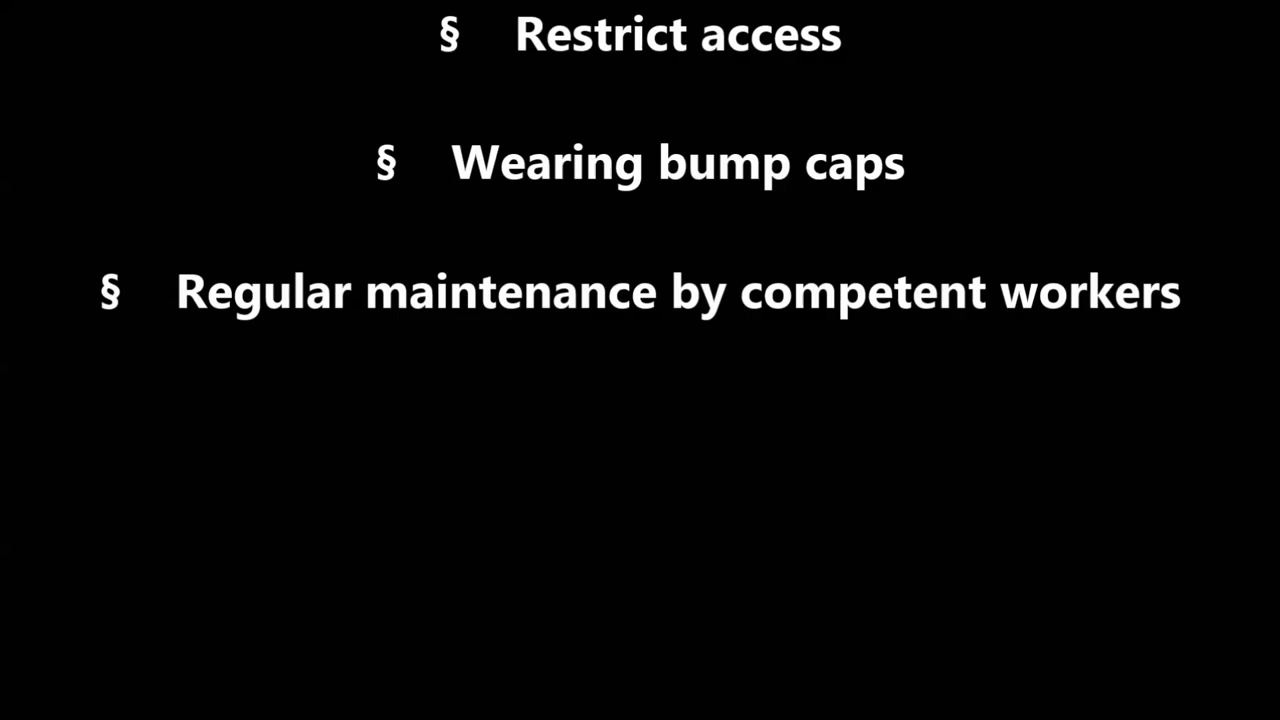 § Restrict access
§ Wearing bump caps
§ Regular maintenance by competent workers